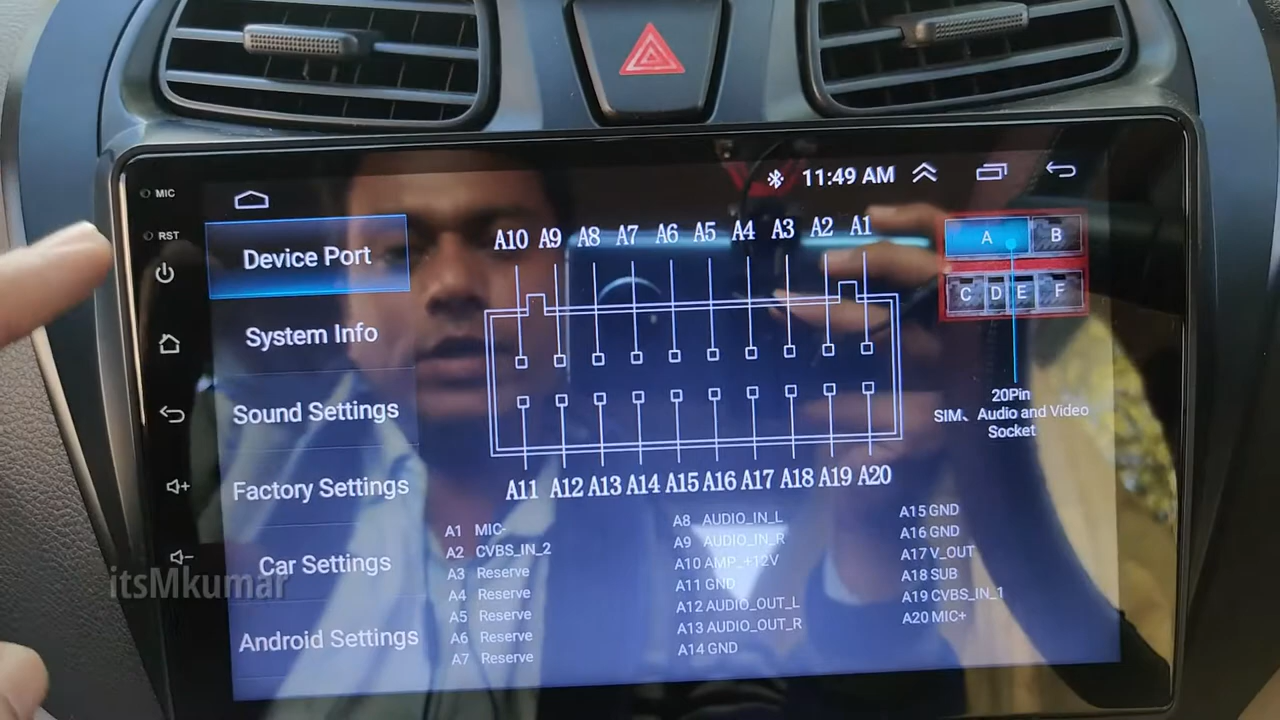 MIC
11:49 AM
RST
Device Port
System Info
Sound Settings
Factory Settings
Car Settings
Android Settings
A10 A9 A8 A7 A6 A5 A4 A3 A2 A1
A11 A12 A13 A14 A15 A16 A17 A18 A19 A20
A B
C D E F
20Pin
SIM、 Audio and Video
Socket
A1 MIC-
A2 CVBS_IN_2
A3 Reserve
A4 Reserve
A5 Reserve
A6 Reserve
A7 Reserve
A8 AUDIO_IN_L
A9 AUDIO_IN_R
A10 AMP_+12V
A11 GND
A12 AUDIO_OUT_L
A13 AUDIO_OUT_R
A14 GND
A15 GND
A16 GND
A17 V_OUT
A18 SUB
A19 CVBS_IN_1
A20 MIC+
itsMkumar